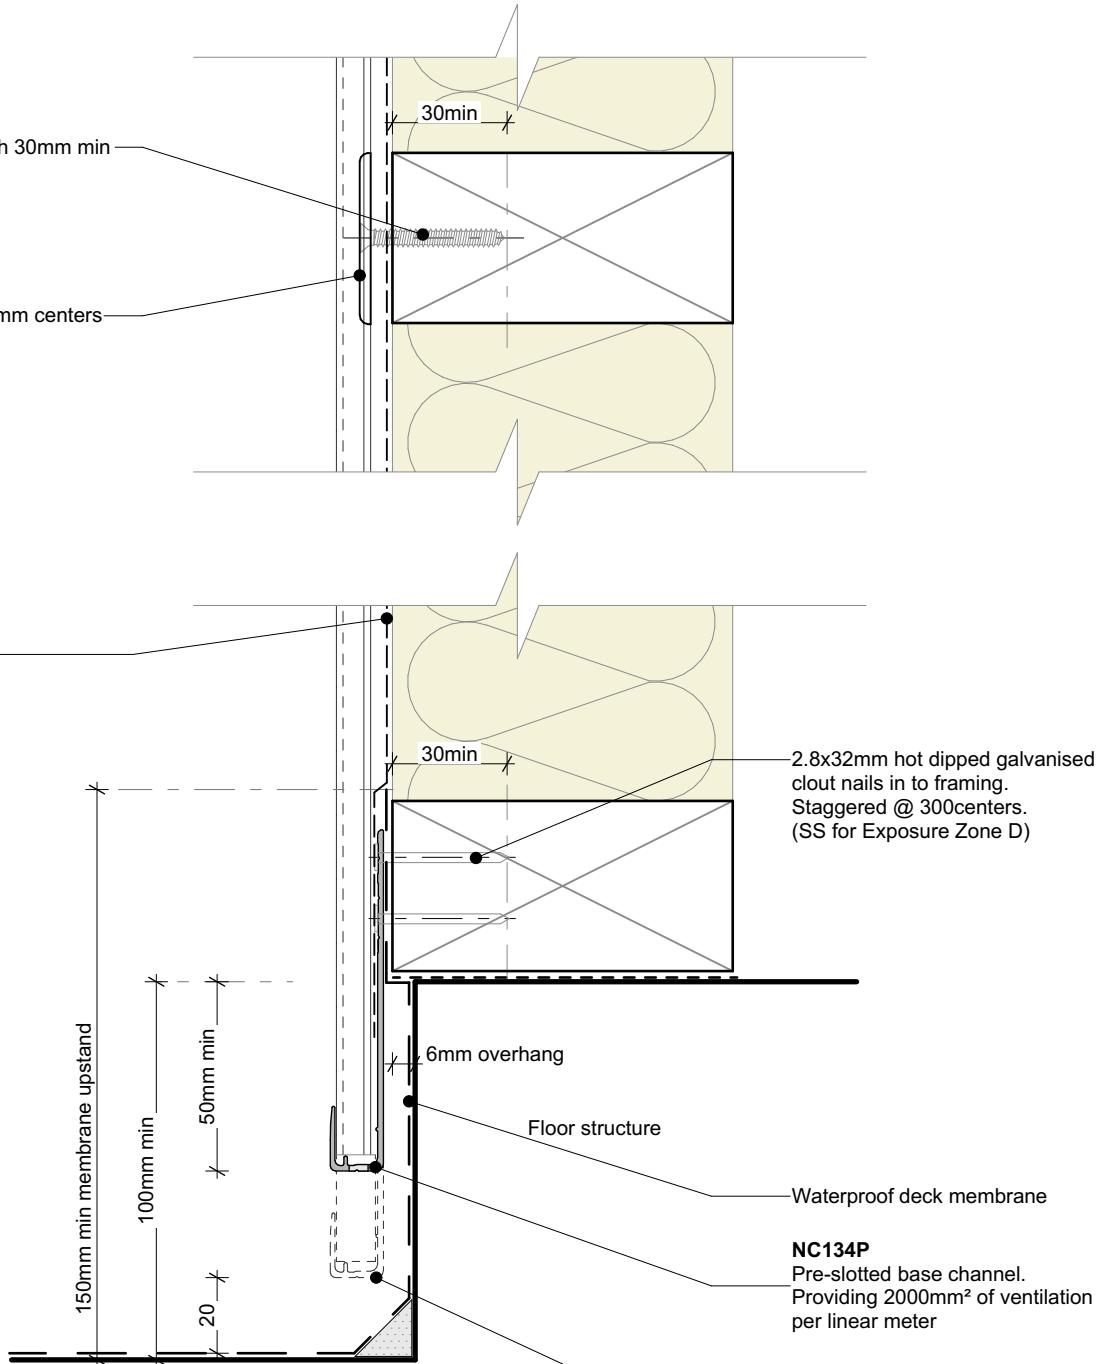 30min
h 30mm min
mm centers
30min
2.8x32mm hot dipped galvanised
clout nails in to framing.
Staggered @ 300centers.
(SS for Exposure Zone D)
150mm min membrane upstand
100mm min
50mm min
20
6mm overhang
Floor structure
Waterproof deck membrane
NC134P
Pre-slotted base channel.
Providing 2000mm² of ventilation
per linear meter